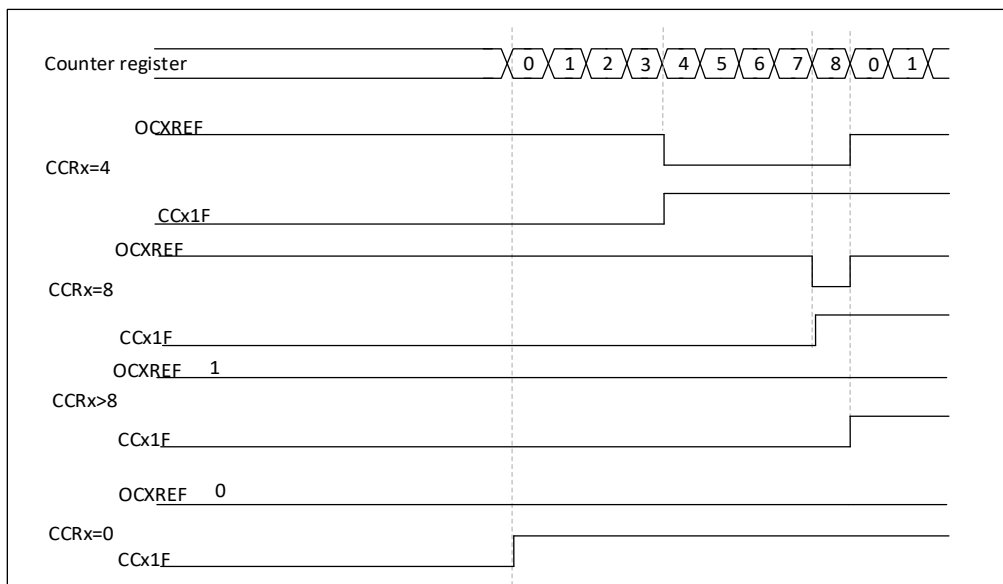 Counter register 0 1 2 3 4 5 6 7 8 0 1
OCXREF
CCRx=4
CCx1F
OCXREF
CCRx=8
CCx1F
OCXREF 1
CCRx>8
CCx1F
OCXREF 0
CCRx=0
CCx1F